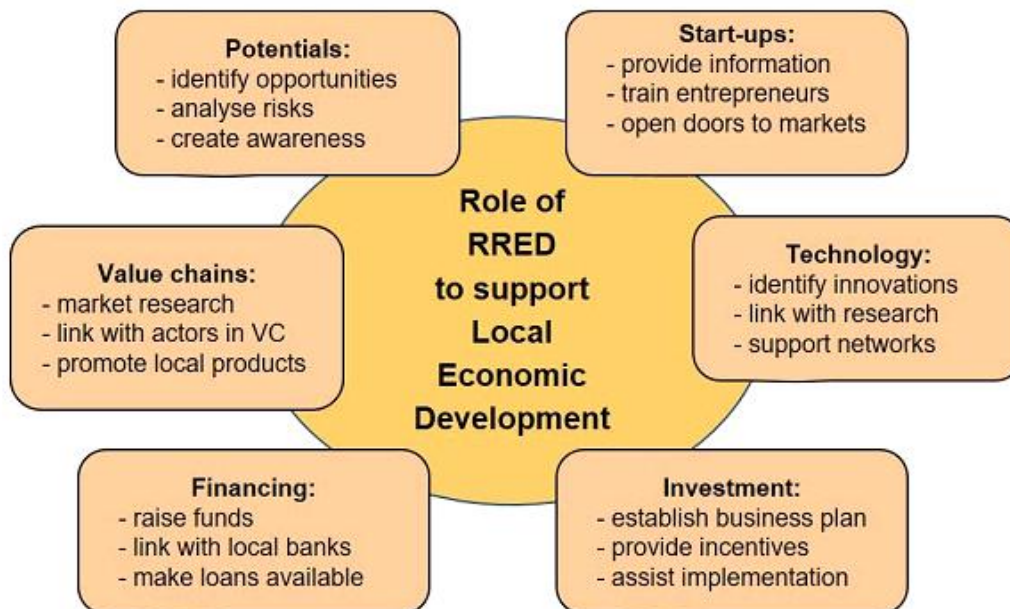 Potentials:
- identify opportunities
- analyse risks
- create awareness
Start-ups:
- provide information
- train entrepreneurs
- open doors to markets
Role of
RRED
to support
Local
Economic
Development
Value chains:
- market research
- link with actors in VC
- promote local products
Technology:
- identify innovations
- link with research
- support networks
Financing:
- raise funds
- link with local banks
- make loans available
Investment:
- establish business plan
- provide incentives
- assist implementation